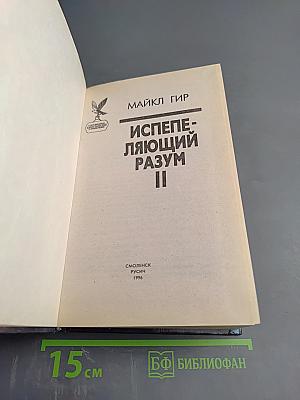 МАЙКЛ ГИР
ИСПЕПЕ-
ЛЯЮЩИЙ
РАЗУМ
II
СМОЛЕНСК
РУСИЧ
1996
15 см
БФ БИБЛИОФАН